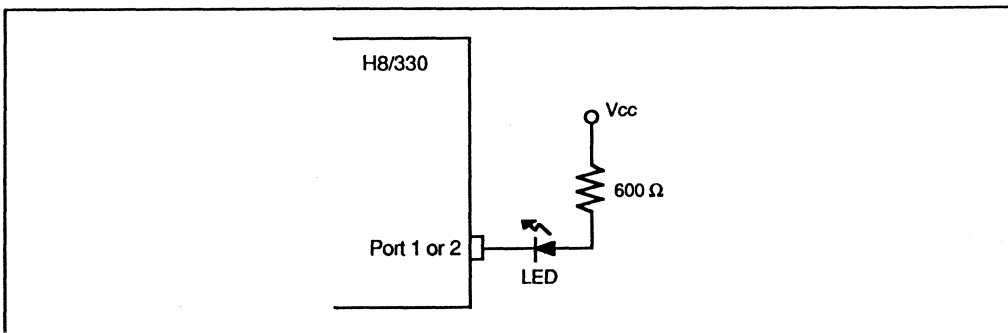 H8/330
Vcc
600 Ω
Port 1 or 2
LED